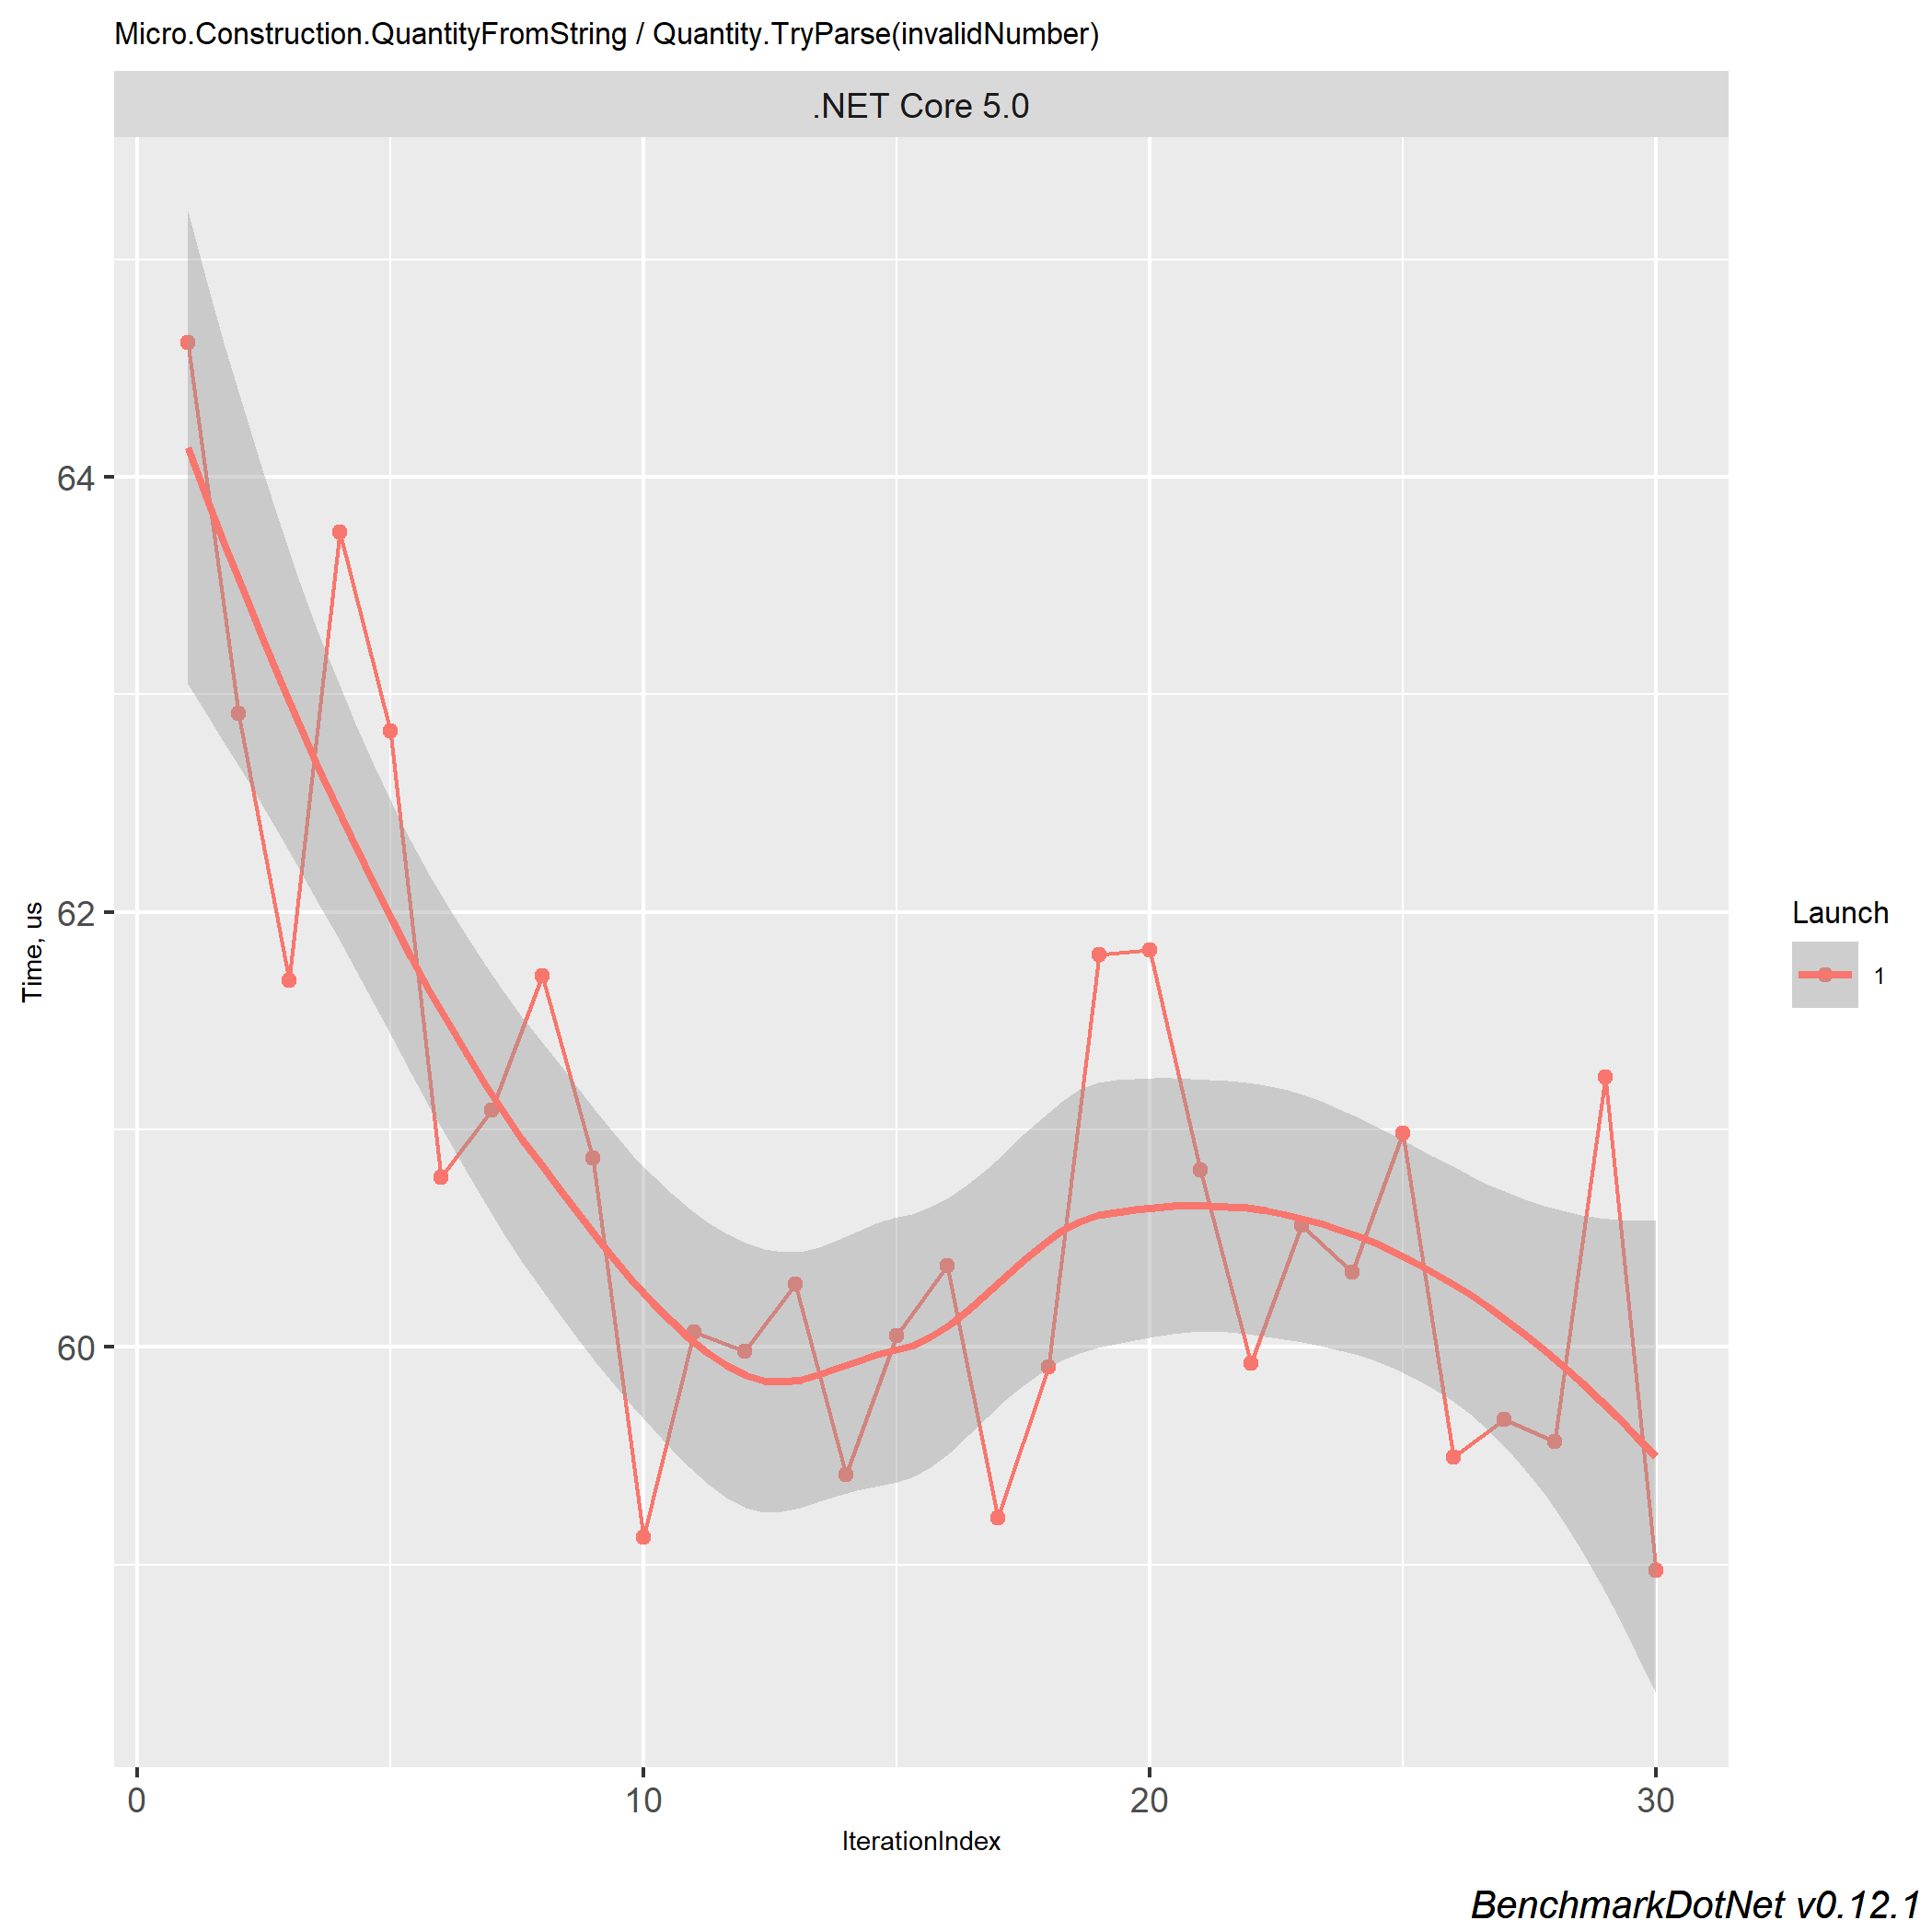 Micro.Construction.QuantityFromString / Quantity.TryParse(invalidNumber)
.NET Core 5.0
64
62
60
Time, us
0 10 20 30
IterationIndex
Launch
1
BenchmarkDotNet v0.12.1